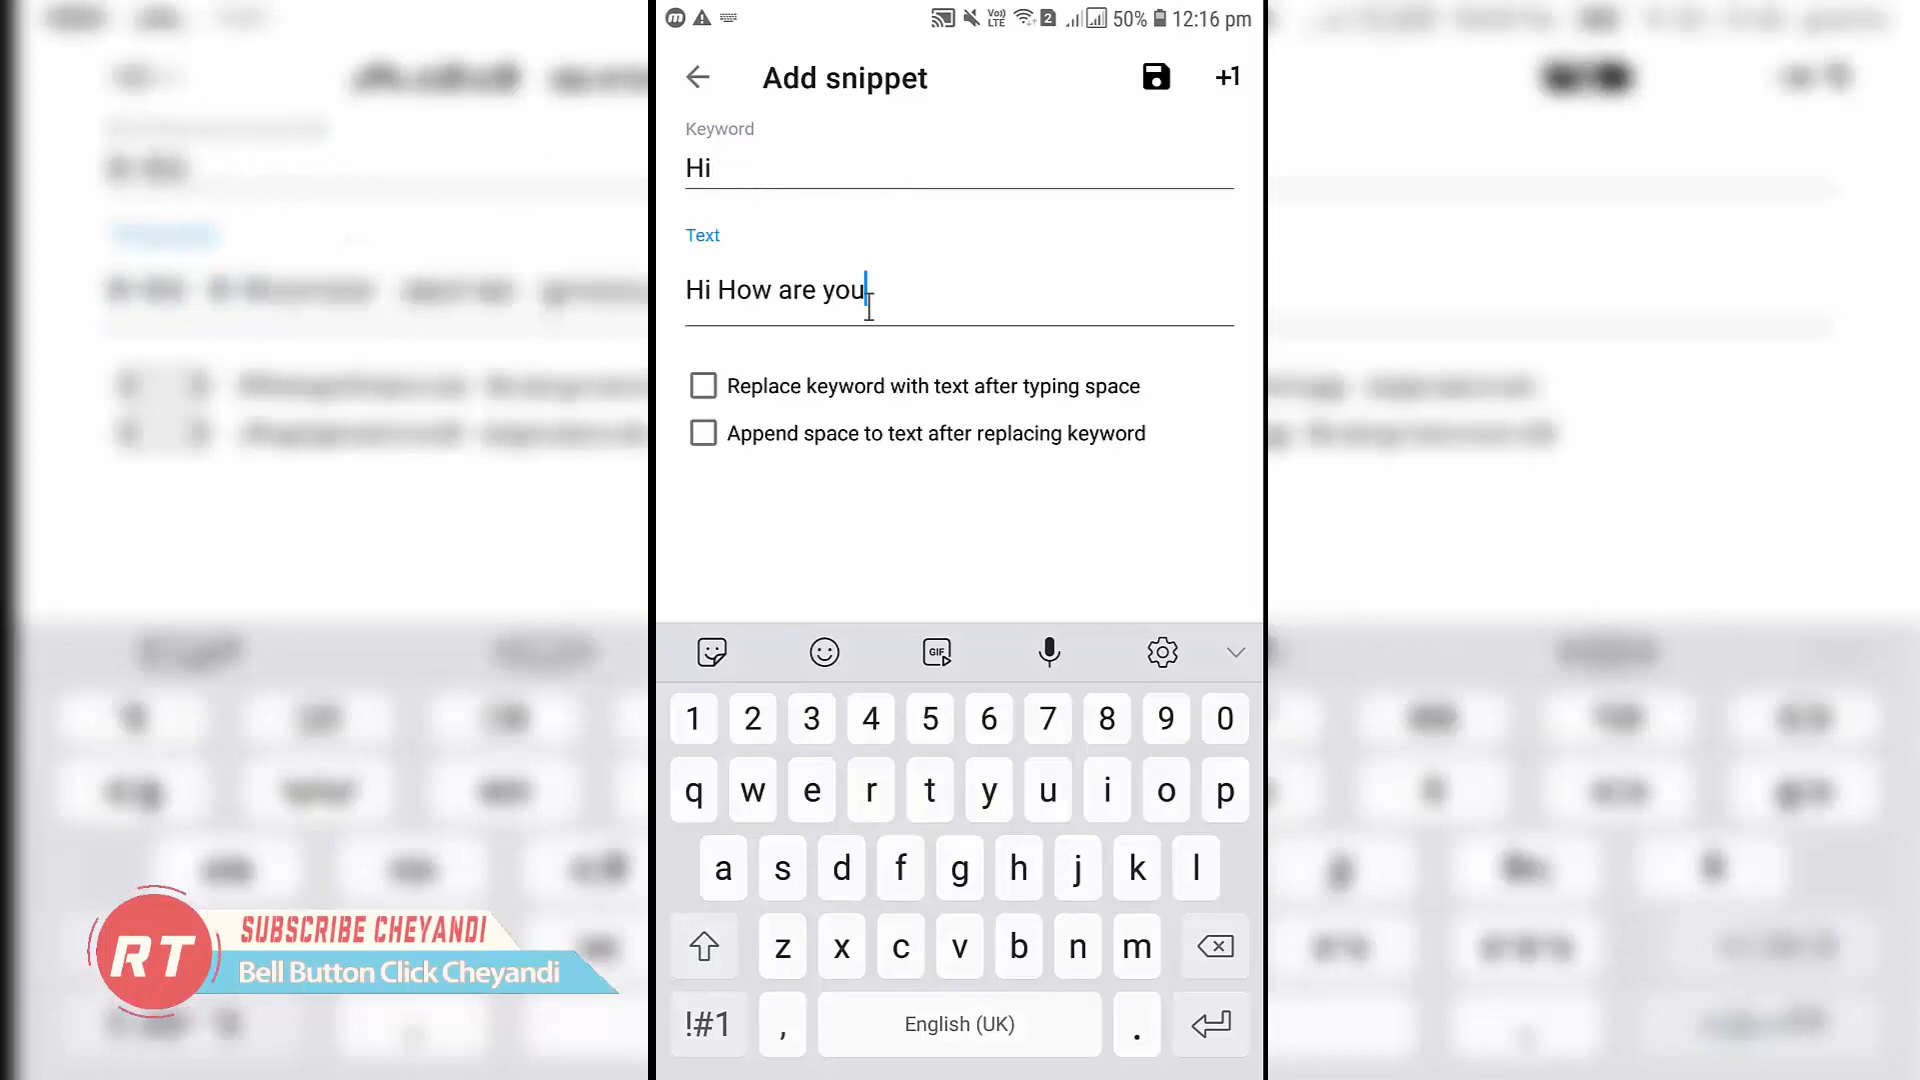 50% 12:16 pm
Add snippet
+1
Keyword
Hi
Text
Hi How are you
Replace keyword with text after typing space
Append space to text after replacing keyword
GIF
1 2 3 4 5 6 7 8 9 0
q w e r t y u i o p
a s d f g h j k l
z x c v b n m
!#1 , English (UK) .
RT
SUBSCRIBE CHEYANDI
Bell Button Click Cheyandi